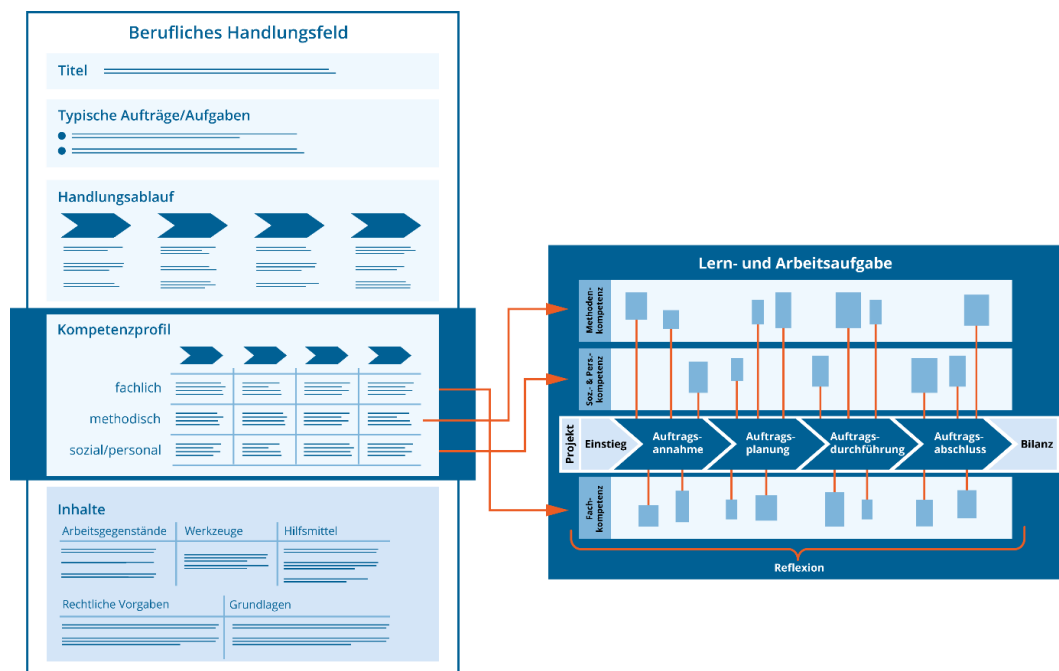 Berufliches Handlungsfeld
Titel
Typische Aufträge/Aufgaben
Handlungsablauf
Kompetenzprofil
fachlich
methodisch
sozial/personal
Inhalte
Arbeitsgegenstände
Werkzeuge
Hilfsmittel
Rechtliche Vorgaben
Grundlagen
Lern- und Arbeitsaufgabe
Methoden-
kompetenz
Soz.- & Pers.-
kompetenz
Projekt
Einstieg
Auftrags-
annahme
Auftrags-
planung
Auftrags-
durchführung
Auftrags-
abschluss
Bilanz
Fach-
kompetenz
Reflexion